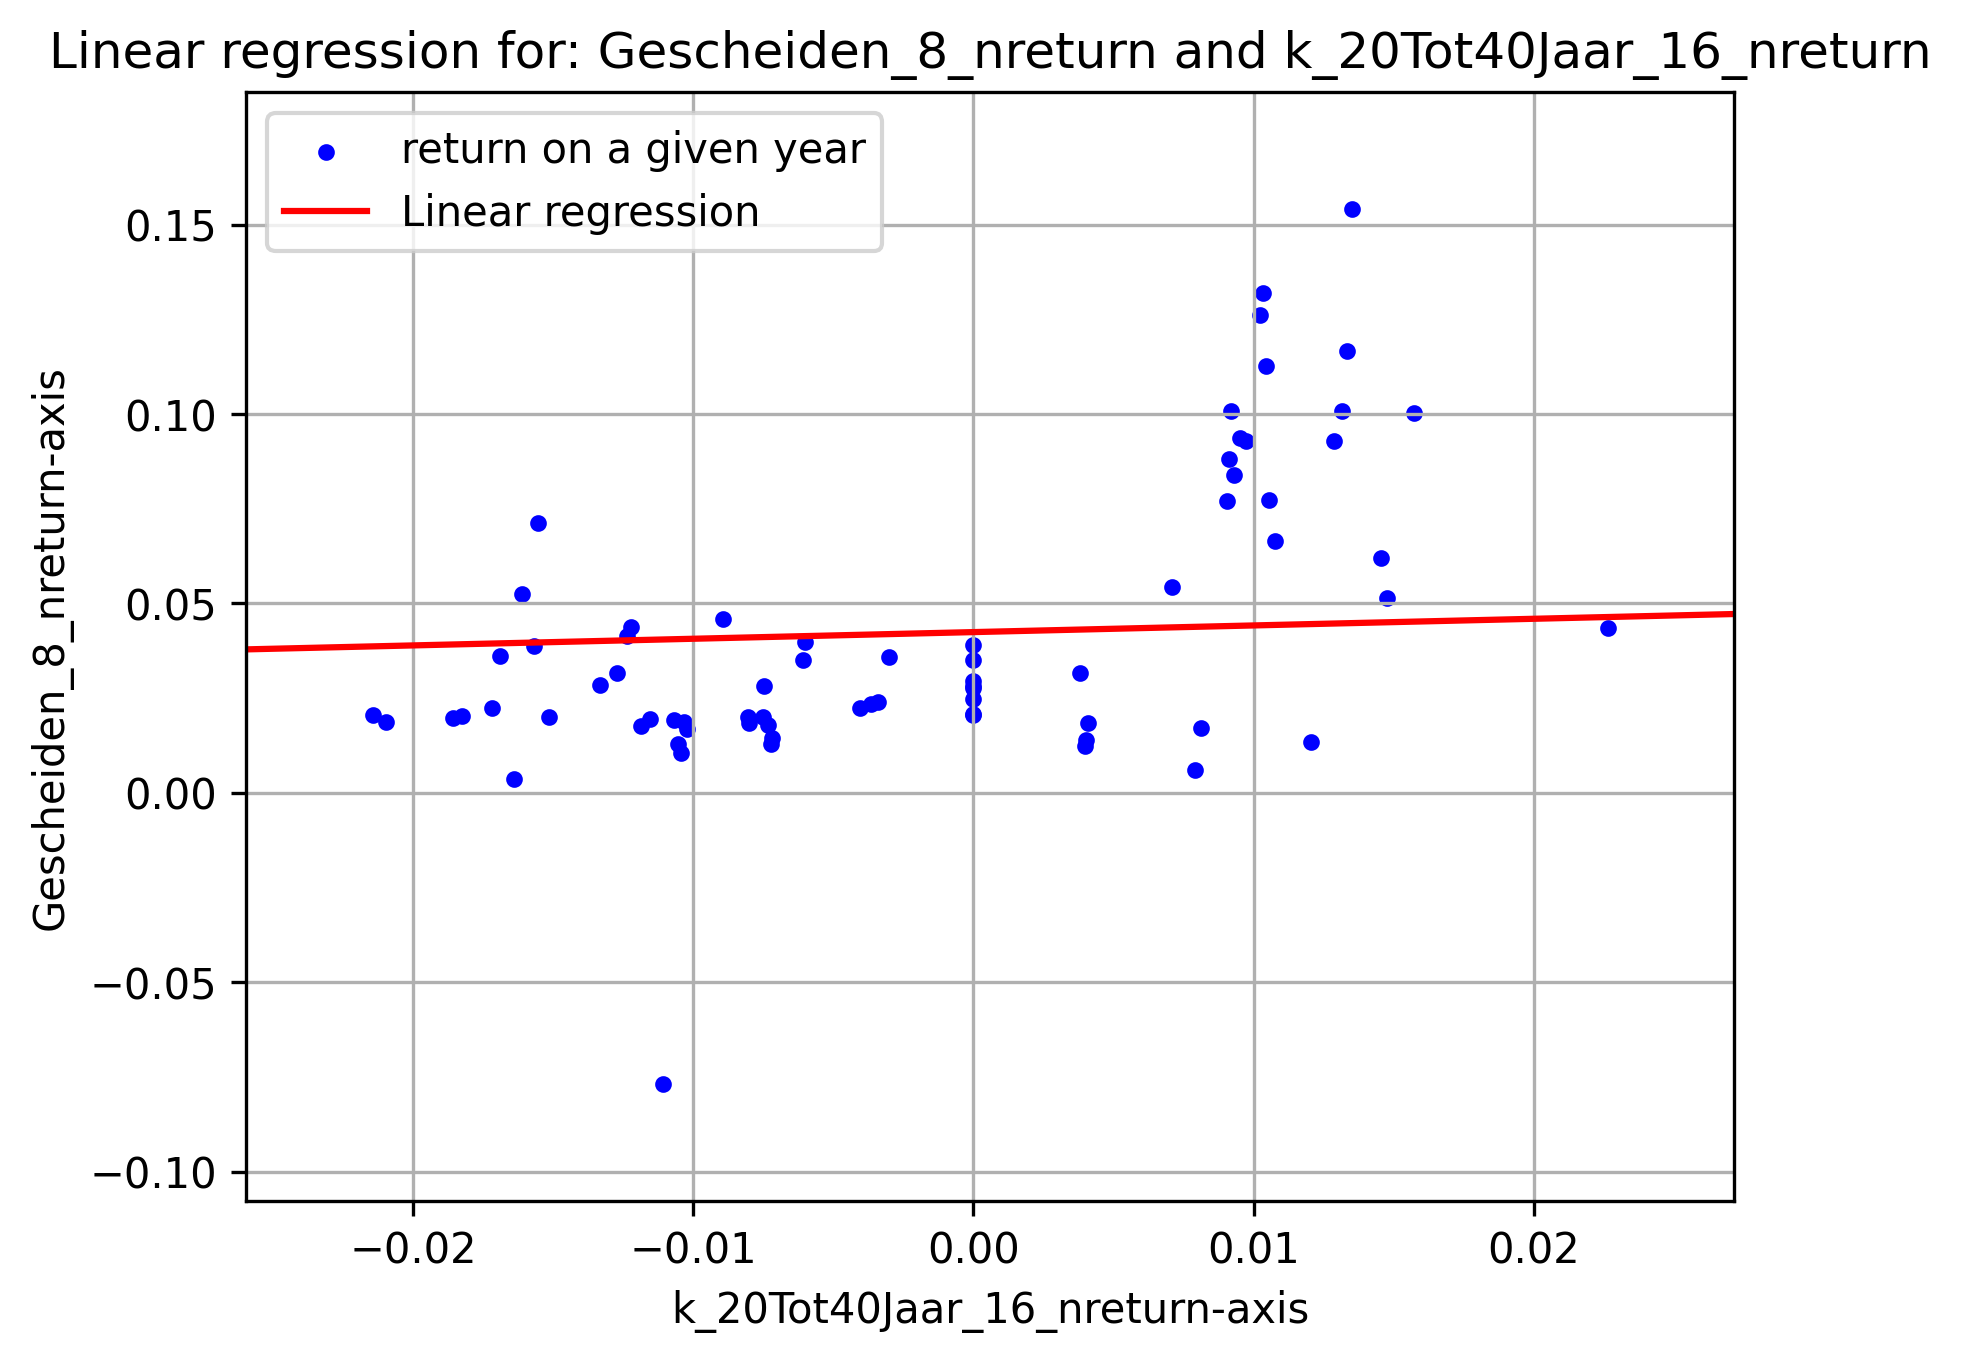 Linear regression for: Gescheiden_8_nreturn and k_20Tot40Jaar_16_nreturn
return on a given year
Linear regression
0.15
0.10
0.05
0.00
−0.05
−0.10
Gescheiden_8_nreturn-axis
−0.02
−0.01
0.00
0.01
0.02
k_20Tot40Jaar_16_nreturn-axis